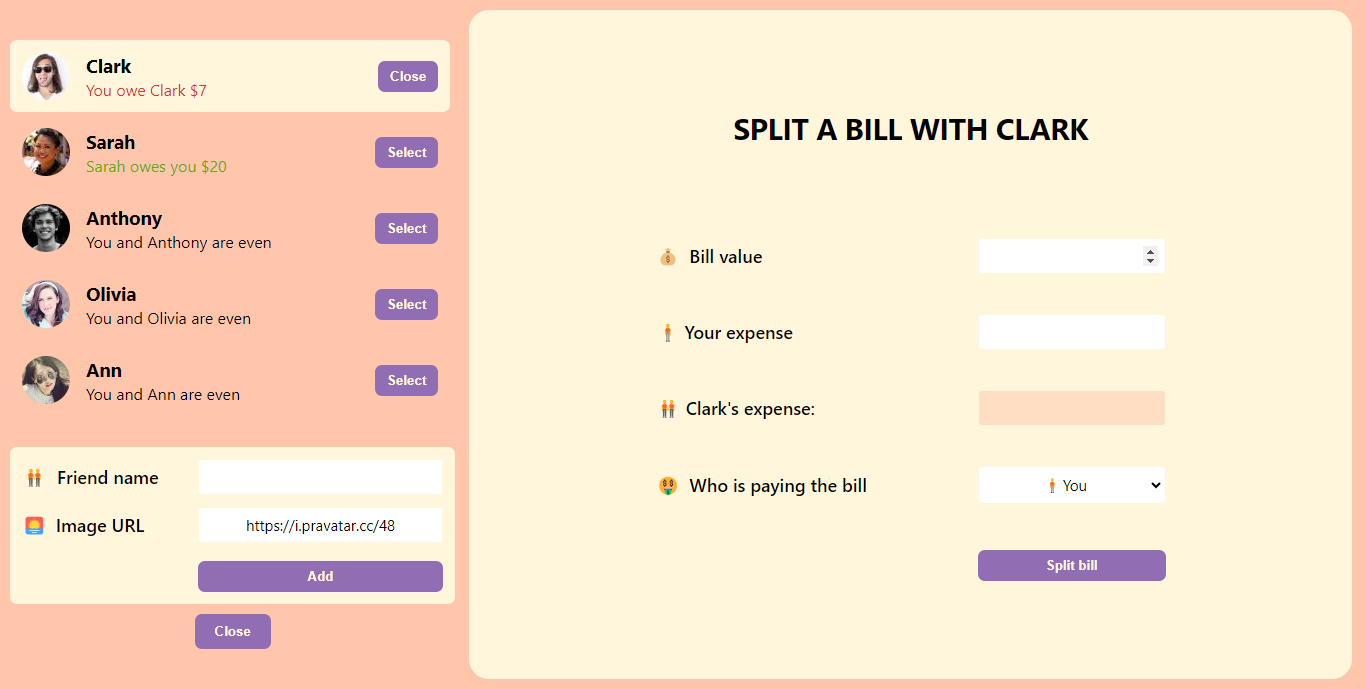 Clark
You owe Clark $7
Close
Sarah
Sarah owes you $20
Select
Anthony
You and Anthony are even
Select
Olivia
You and Olivia are even
Select
Ann
You and Ann are even
Select
Friend name
Image URL
https://i.pravatar.cc/48
Add
Close
SPLIT A BILL WITH CLARK
Bill value
Your expense
Clark's expense:
Who is paying the bill
You
Split bill